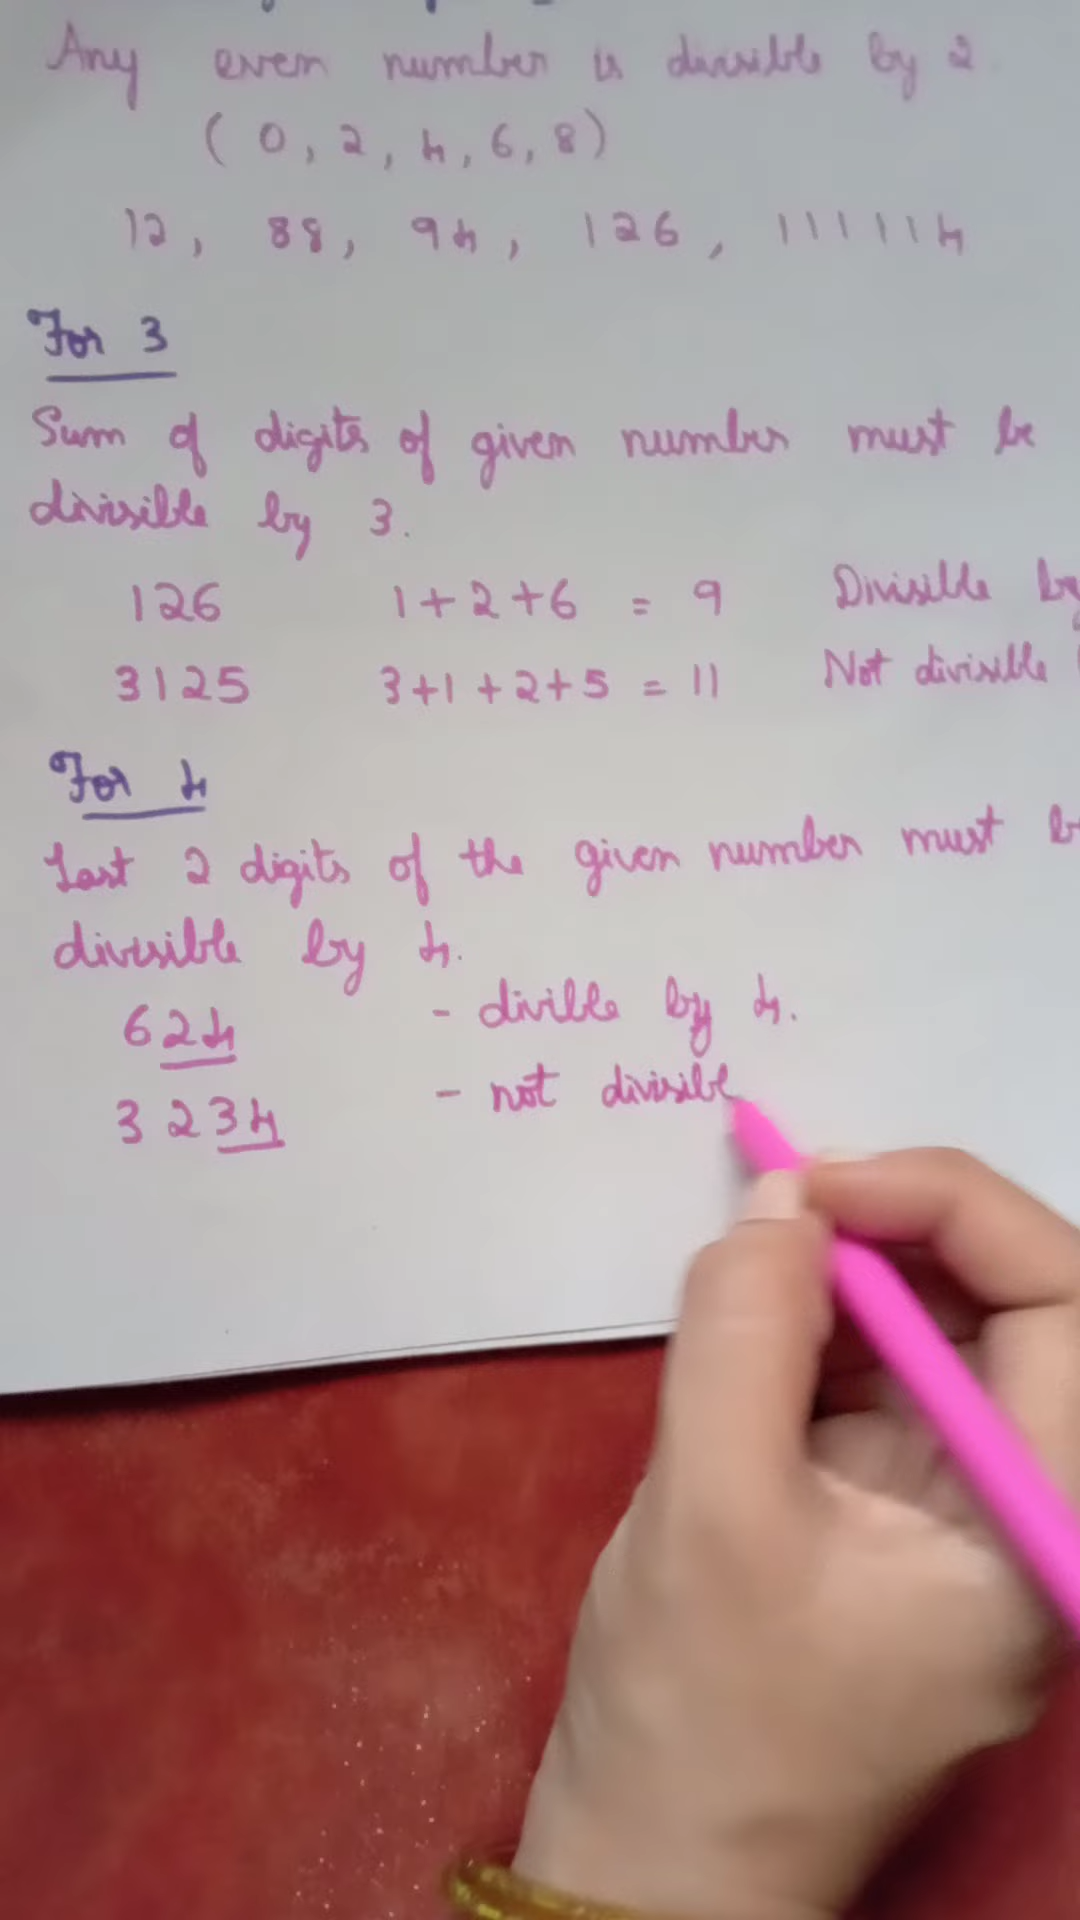 Any even number is divisible by 2.
(0, 2, 4, 6, 8)
12, 88, 94, 126, 1111114
For 3
Sum of digits of given number must be
divisible by 3.
126 1+2+6 = 9 Divisible by
3125 3+1+2+5 = 11 Not divisible
For 4
Last 2 digits of the given number must b
divisible by 4.
624 - divilble by 4.
3234 - not divisible